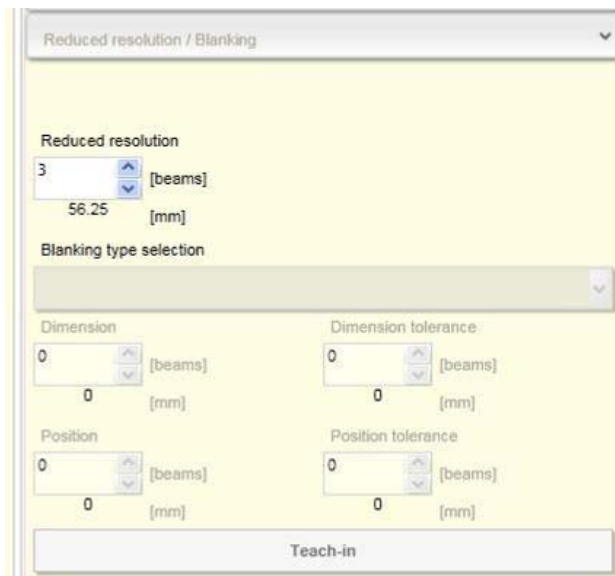 Reduced resolution / Blanking
Reduced resolution
3 [beams]
56.25 [mm]
Blanking type selection
Dimension Dimension tolerance
0 [beams] 0 [beams]
0 [mm] 0 [mm]
Position Position tolerance
0 [beams] 0 [beams]
0 [mm] 0 [mm]
Teach-in